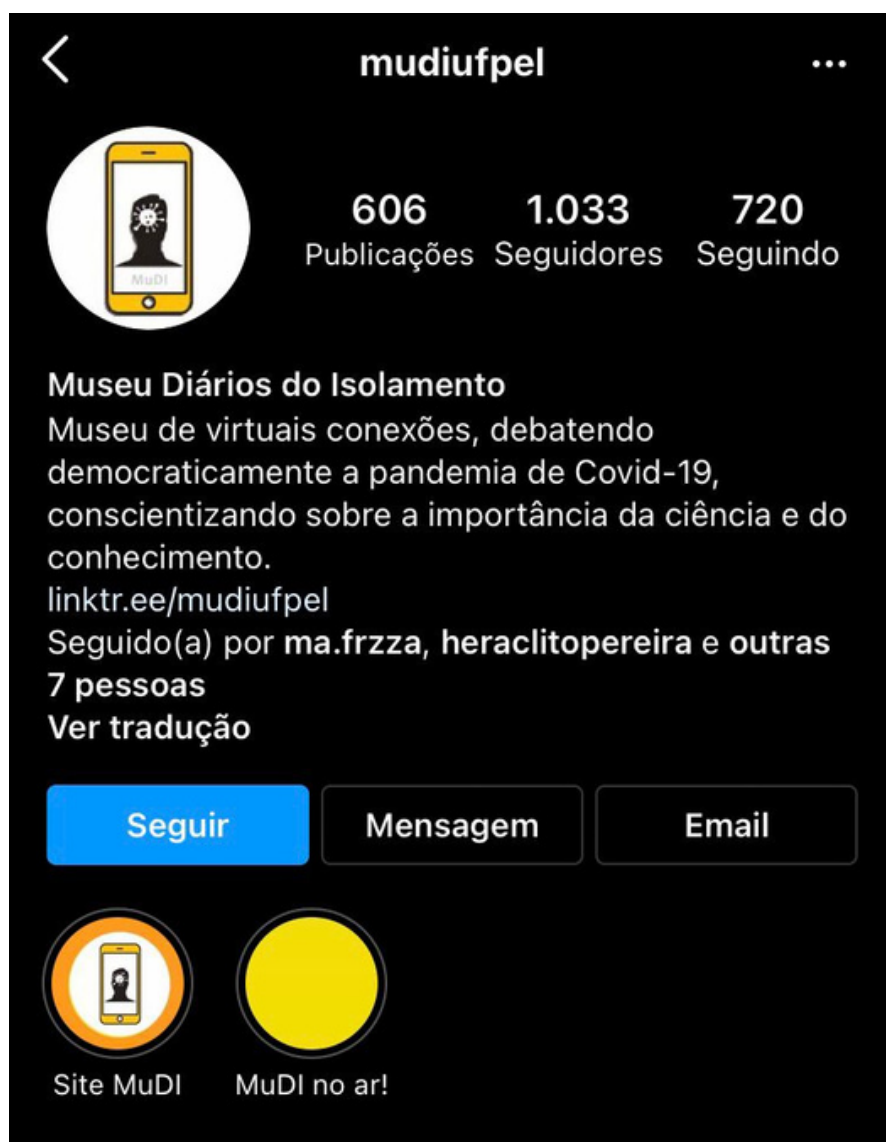 mudiufpel
MuDI
606 1.033 720
Publicações Seguidores Seguindo
Museu Diários do Isolamento
Museu de virtuais conexões, debatendo
democraticamente a pandemia de Covid-19,
conscientizando sobre a importância da ciência e do
conhecimento.
linktr.ee/mudiufpel
Seguido(a) por ma.frzza, heraclitopereira e outras
7 pessoas
Ver tradução
Seguir Mensagem Email
Site MuDI MuDI no ar!